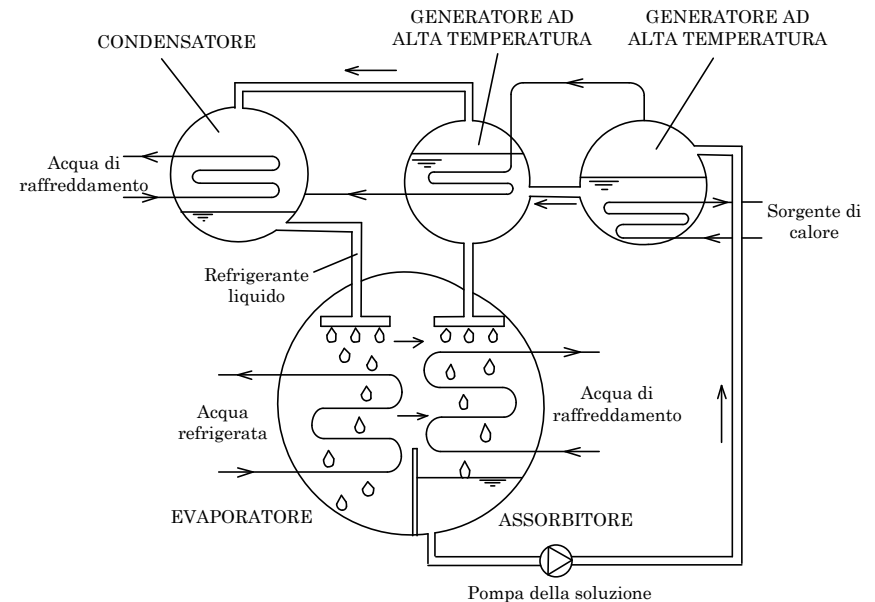 GENERATORE AD
ALTA TEMPERATURA
GENERATORE AD
ALTA TEMPERATURA
CONDENSATORE
Acqua di
raffreddamento
Sorgente di
calore
Refrigerante
liquido
Acqua
refrigerata
Acqua di
raffreddamento
EVAPORATORE
ASSORBITORE
Pompa della soluzione